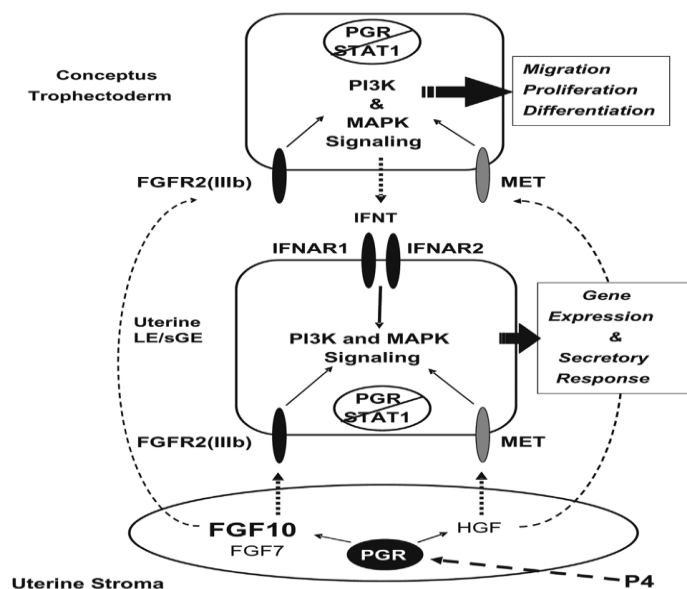 PGR
STAT1
Conceptus
Trophectoderm
PI3K
&
MAPK
Signaling
Migration
Proliferation
Differentiation
FGFR2(IIIb)
MET
IFNT
IFNAR1
IFNAR2
Uterine
LE/sGE
PI3K and MAPK
Signaling
Gene
Expression
&
Secretory
Response
PGR
STAT1
FGFR2(IIIb)
MET
FGF10
FGF7
HGF
PGR
P4
Uterine Stroma